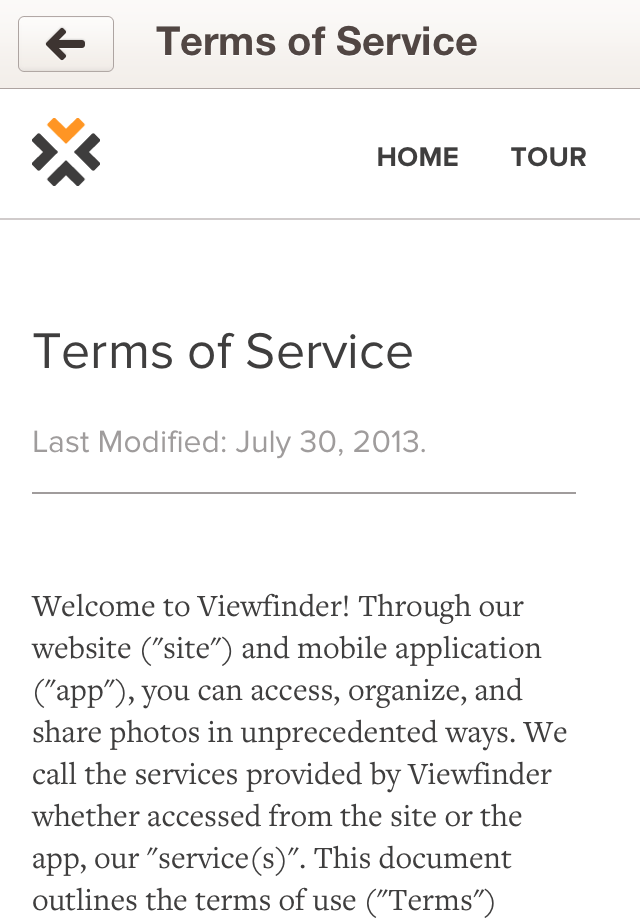 Terms of Service
HOME TOUR
Terms of Service
Last Modified: July 30, 2013.
Welcome to Viewfinder! Through our
website ("site") and mobile application
("app"), you can access, organize, and
share photos in unprecedented ways. We
call the services provided by Viewfinder
whether accessed from the site or the
app, our "service(s)". This document
outlines the terms of use ("Terms")